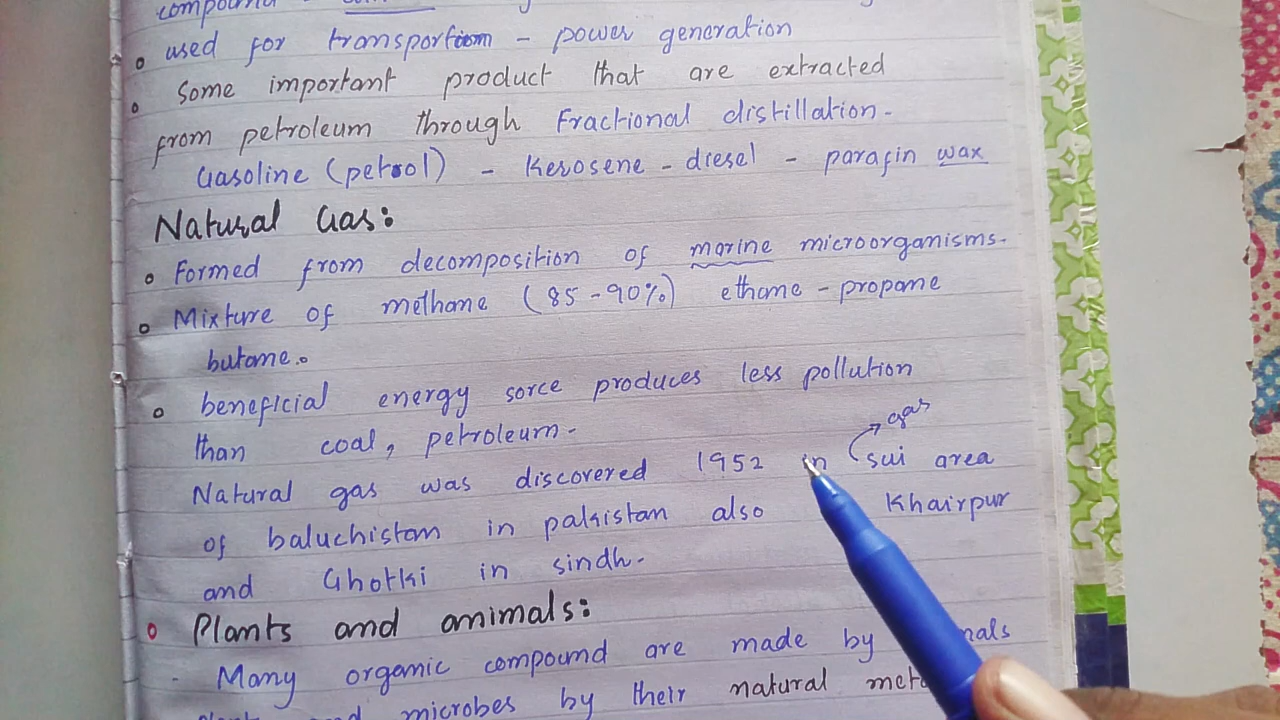 compound
used for transportiom - power generation
Some important product that are extracted
from petroleum through Fractional distillation.
Gasoline (petrol) - Kerosene - diesel - parafin wax
Natural Gas:
Formed from decomposition of marine microorganisms.
Mixture of methane (85-90%) ethane - propane
butane.
beneficial energy sorce produces less pollution
than coal, petroleum.
gas
Natural gas was discovered 1952 in sui area
of baluchistan in pakistan also Khairpur
and Ghotki in sindh.
Plants and animals:
Many organic compound are made by
microbes by their natural